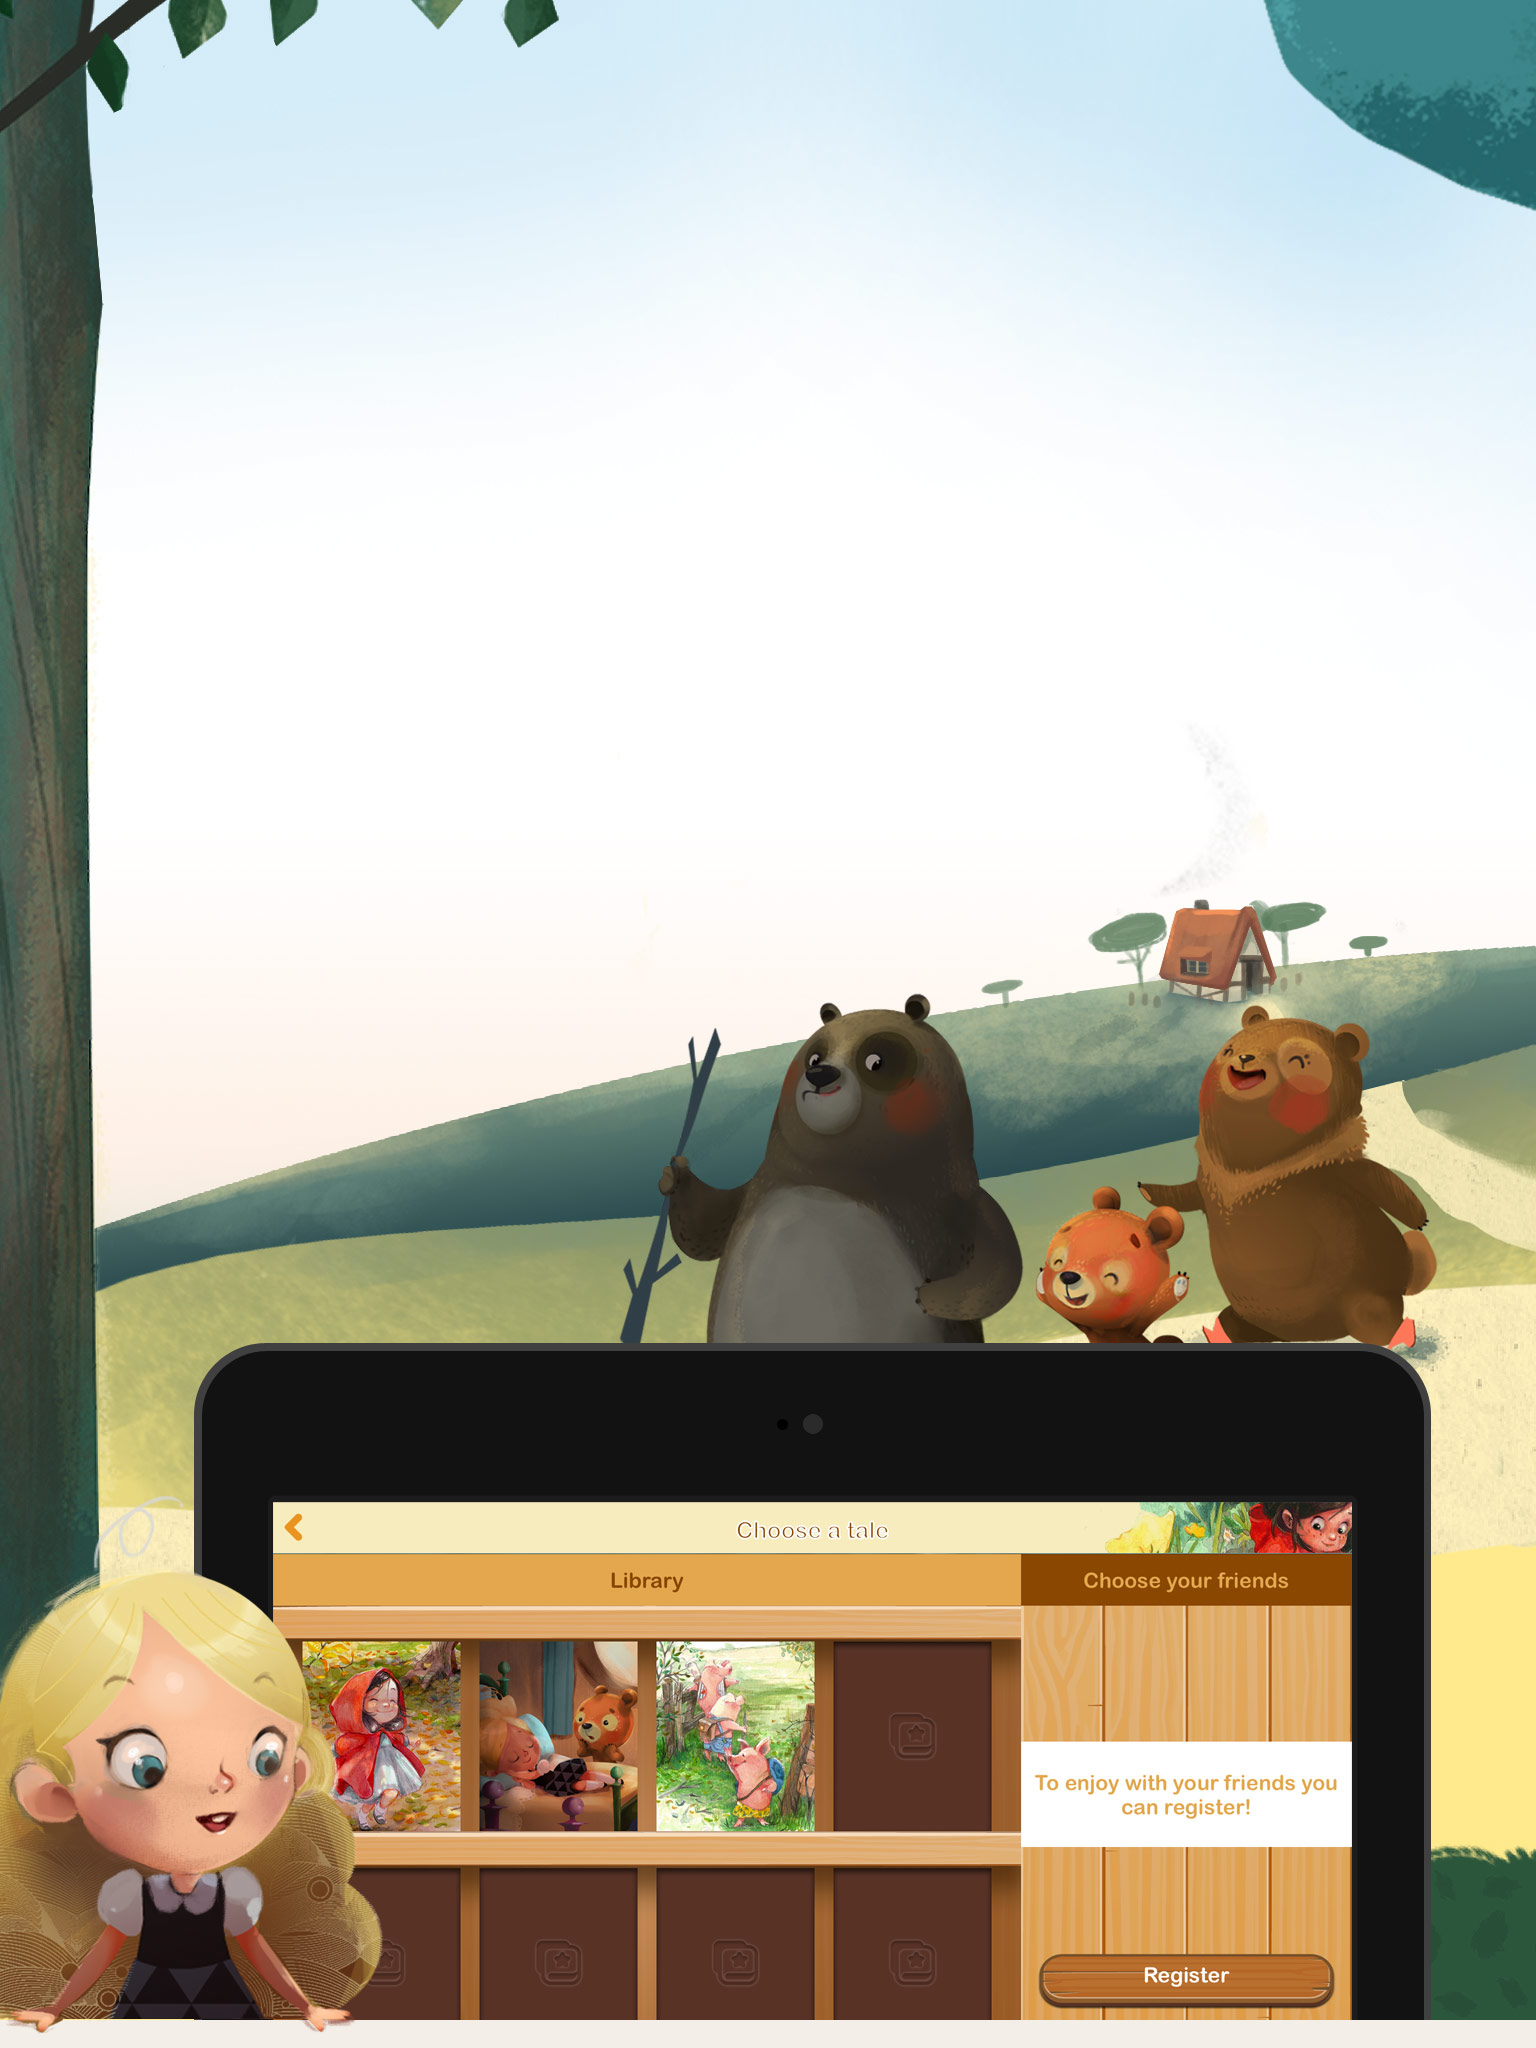 Choose a tale
Library
Choose your friends
To enjoy with your friends you
can register!
Register